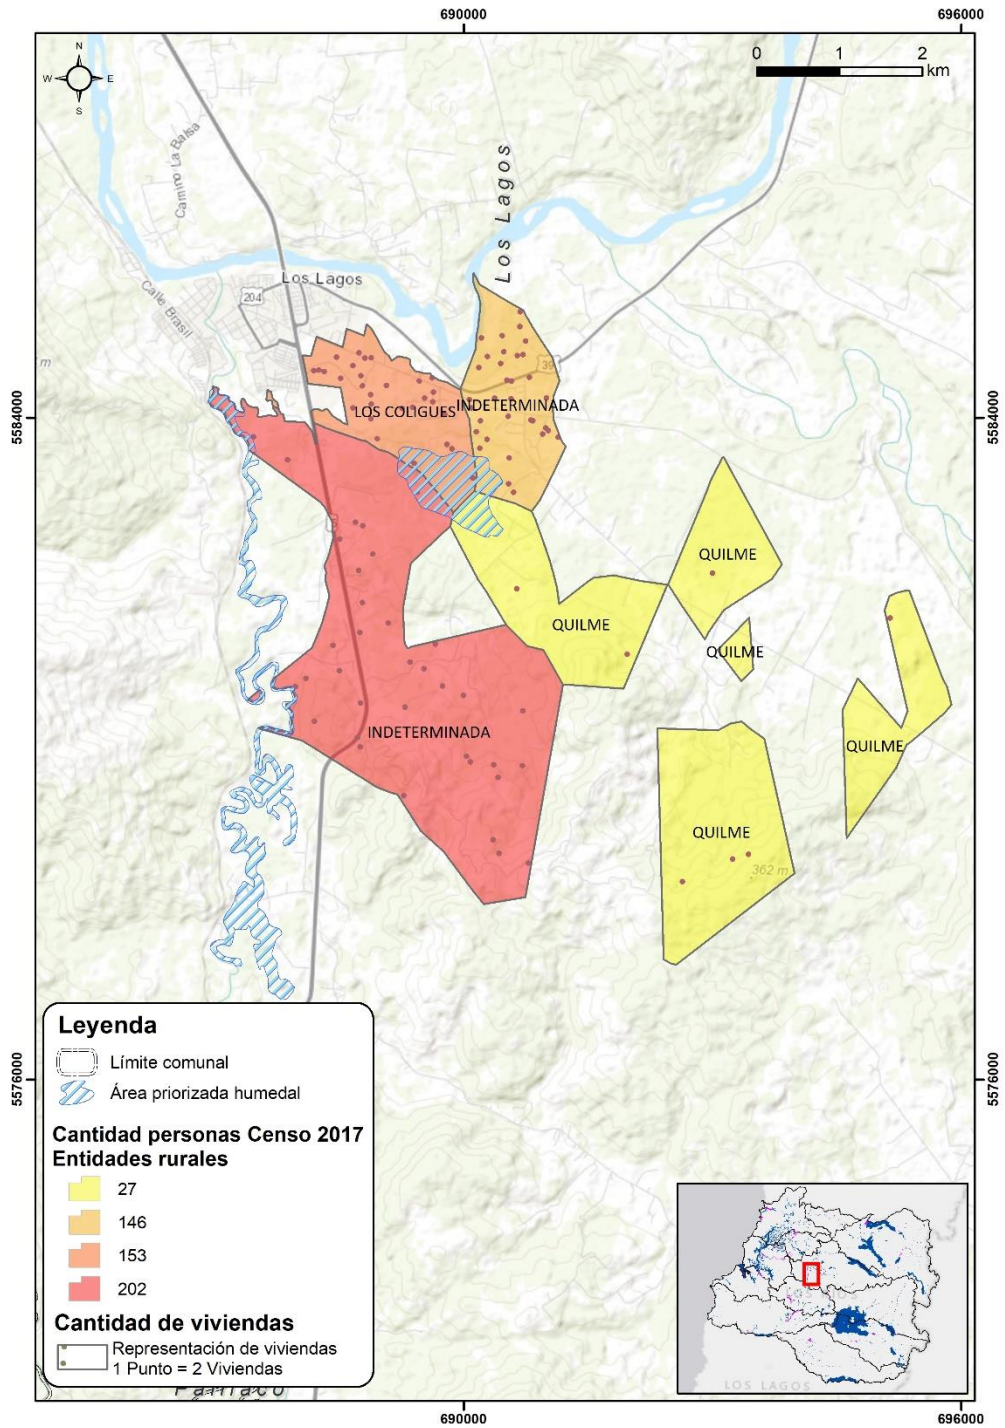 690000
696000
N
W
E
S
0
1
2
km
Camino La Balsa
Los Lagos
Los Lagos
204
Calle Brasil
m
39
5584000
5584000
LOS COLIGUES
INDETERMINADA
QUILME
QUILME
QUILME
INDETERMINADA
QUILME
QUILME
362 m
5576000
5576000
Leyenda
Límite comunal
Área priorizada humedal
Cantidad personas Censo 2017
Entidades rurales
27
146
153
202
Cantidad de viviendas
Representación de viviendas
1 Punto = 2 Viviendas
LOS LAGOS
690000
696000